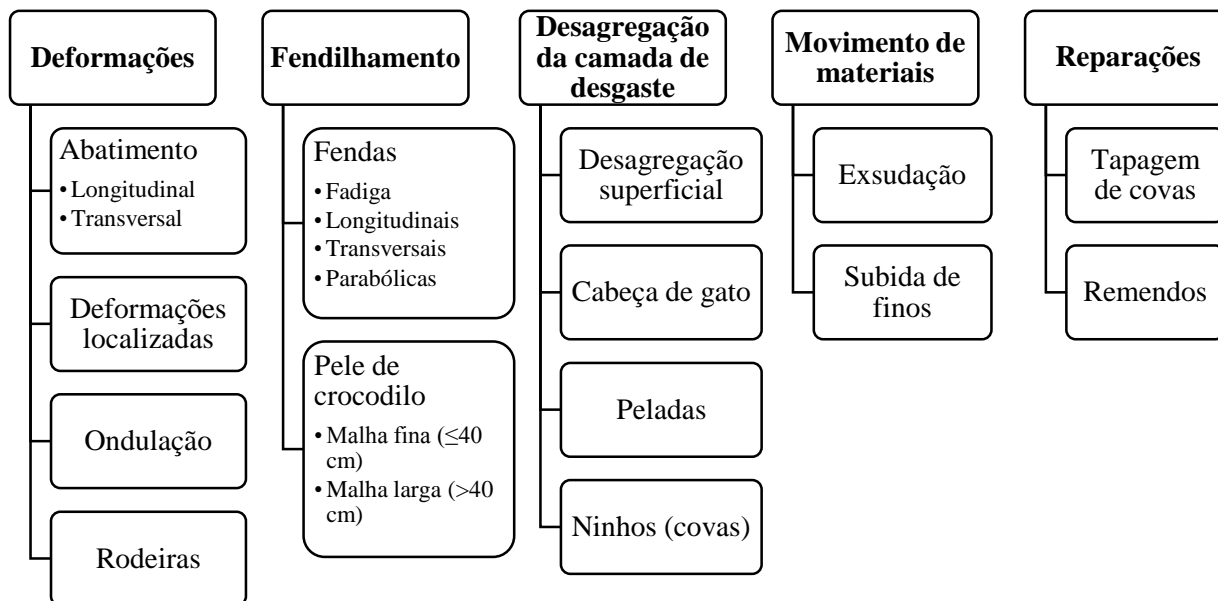 Deformações
Abatimento
• Longitudinal
• Transversal
Deformações
localizadas
Ondulação
Rodeiras
Fendilhamento
Fendas
• Fadiga
• Longitudinais
• Transversais
• Parabólicas
Pele de
crocodilo
• Malha fina (≤40
cm)
• Malha larga (>40
cm)
Desagregação
da camada de
desgaste
Desagregação
superficial
Cabeça de gato
Peladas
Ninhos (covas)
Movimento de
materiais
Exsudação
Subida de
finos
Reparações
Tapagem
de covas
Remendos